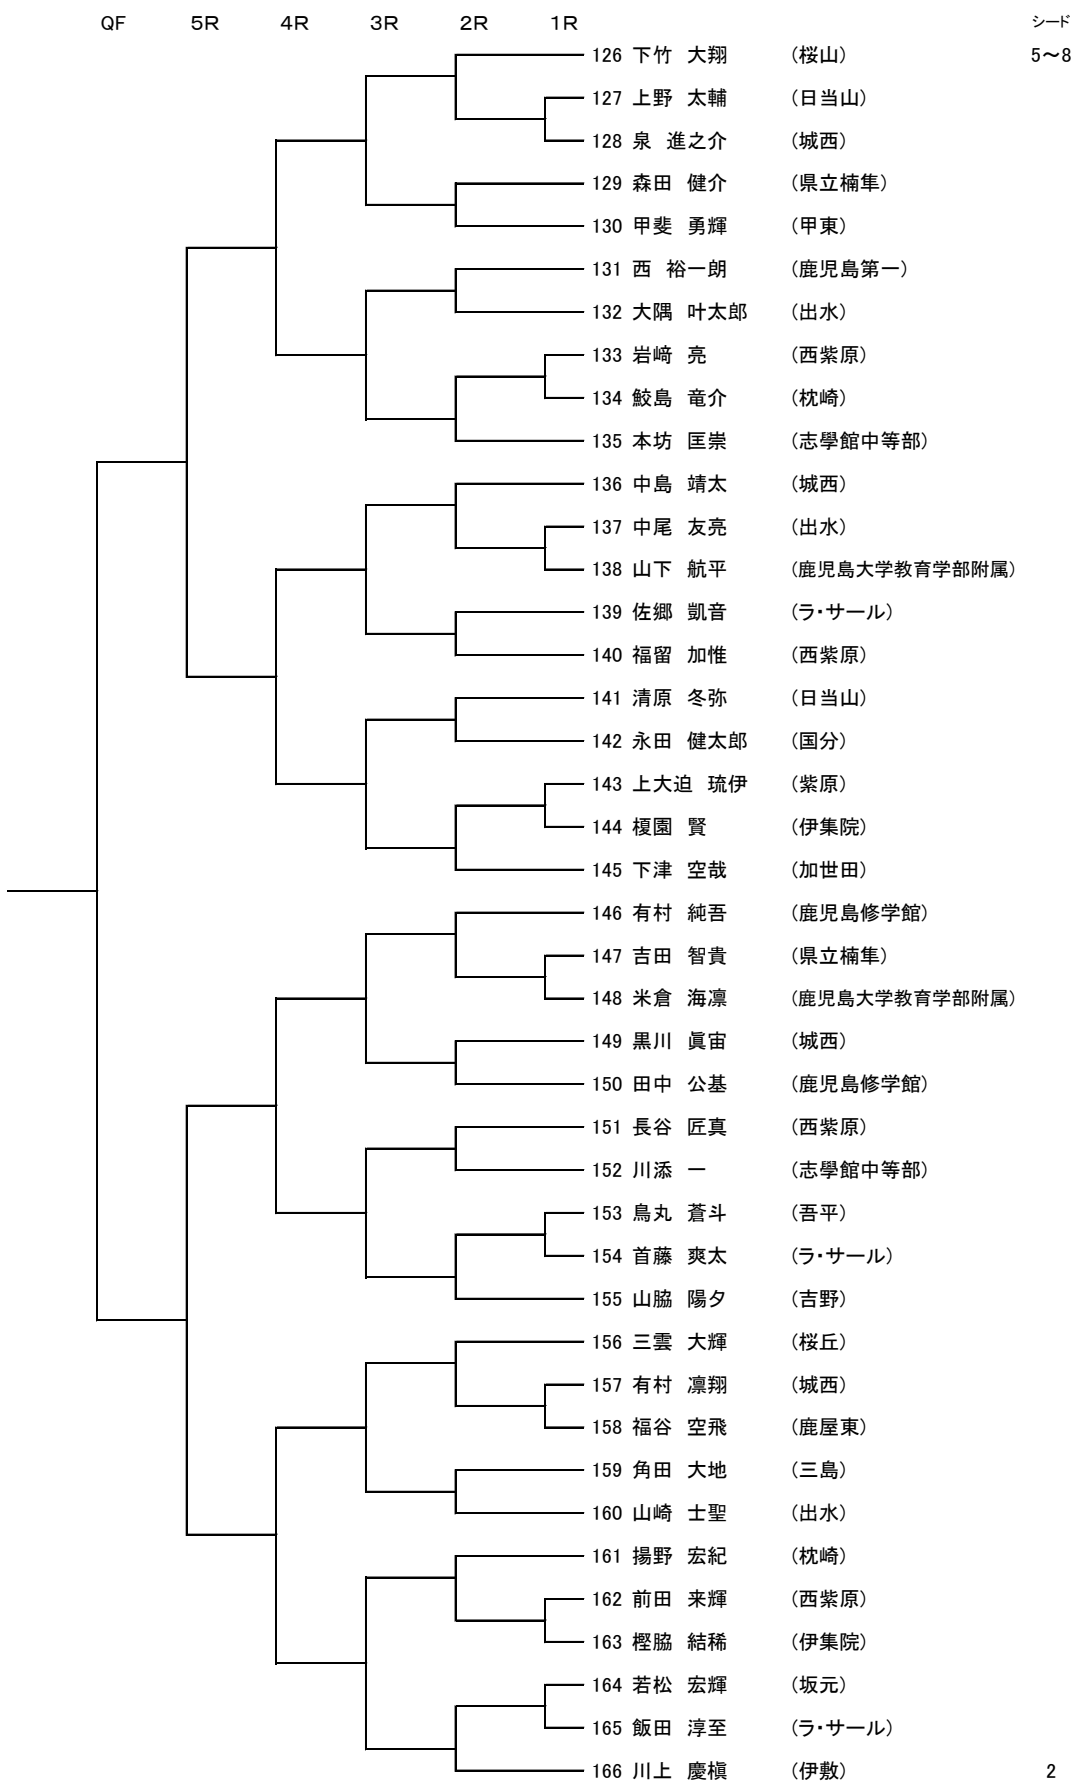 QF 5R 4R 3R 2R 1R シード
126 下竹 大翔 (桜山) 5～8
127 上野 太輔 (日当山)
128 泉 進之介 (城西)
129 森田 健介 (県立楠隼)
130 甲斐 勇輝 (甲東)
131 西 裕一朗 (鹿児島第一)
132 大隅 叶太郎 (出水)
133 岩﨑 亮 (西紫原)
134 鮫島 竜介 (枕崎)
135 本坊 匡崇 (志學館中等部)
136 中島 靖太 (城西)
137 中尾 友亮 (出水)
138 山下 航平 (鹿児島大学教育学部附属)
139 佐郷 凱音 (ラ・サール)
140 福留 加惟 (西紫原)
141 清原 冬弥 (日当山)
142 永田 健太郎 (国分)
143 上大迫 琉伊 (紫原)
144 榎園 賢 (伊集院)
145 下津 空哉 (加世田)
146 有村 純吾 (鹿児島修学館)
147 吉田 智貴 (県立楠隼)
148 米倉 海凛 (鹿児島大学教育学部附属)
149 黒川 眞宙 (城西)
150 田中 公基 (鹿児島修学館)
151 長谷 匠真 (西紫原)
152 川添 一 (志學館中等部)
153 鳥丸 蒼斗 (吾平)
154 首藤 爽太 (ラ・サール)
155 山脇 陽夕 (吉野)
156 三雲 大輝 (桜丘)
157 有村 凛翔 (城西)
158 福谷 空飛 (鹿屋東)
159 角田 大地 (三島)
160 山崎 士聖 (出水)
161 揚野 宏紀 (枕崎)
162 前田 来輝 (西紫原)
163 樫脇 結稀 (伊集院)
164 若松 宏輝 (坂元)
165 飯田 淳至 (ラ・サール)
166 川上 慶槇 (伊敷) 2